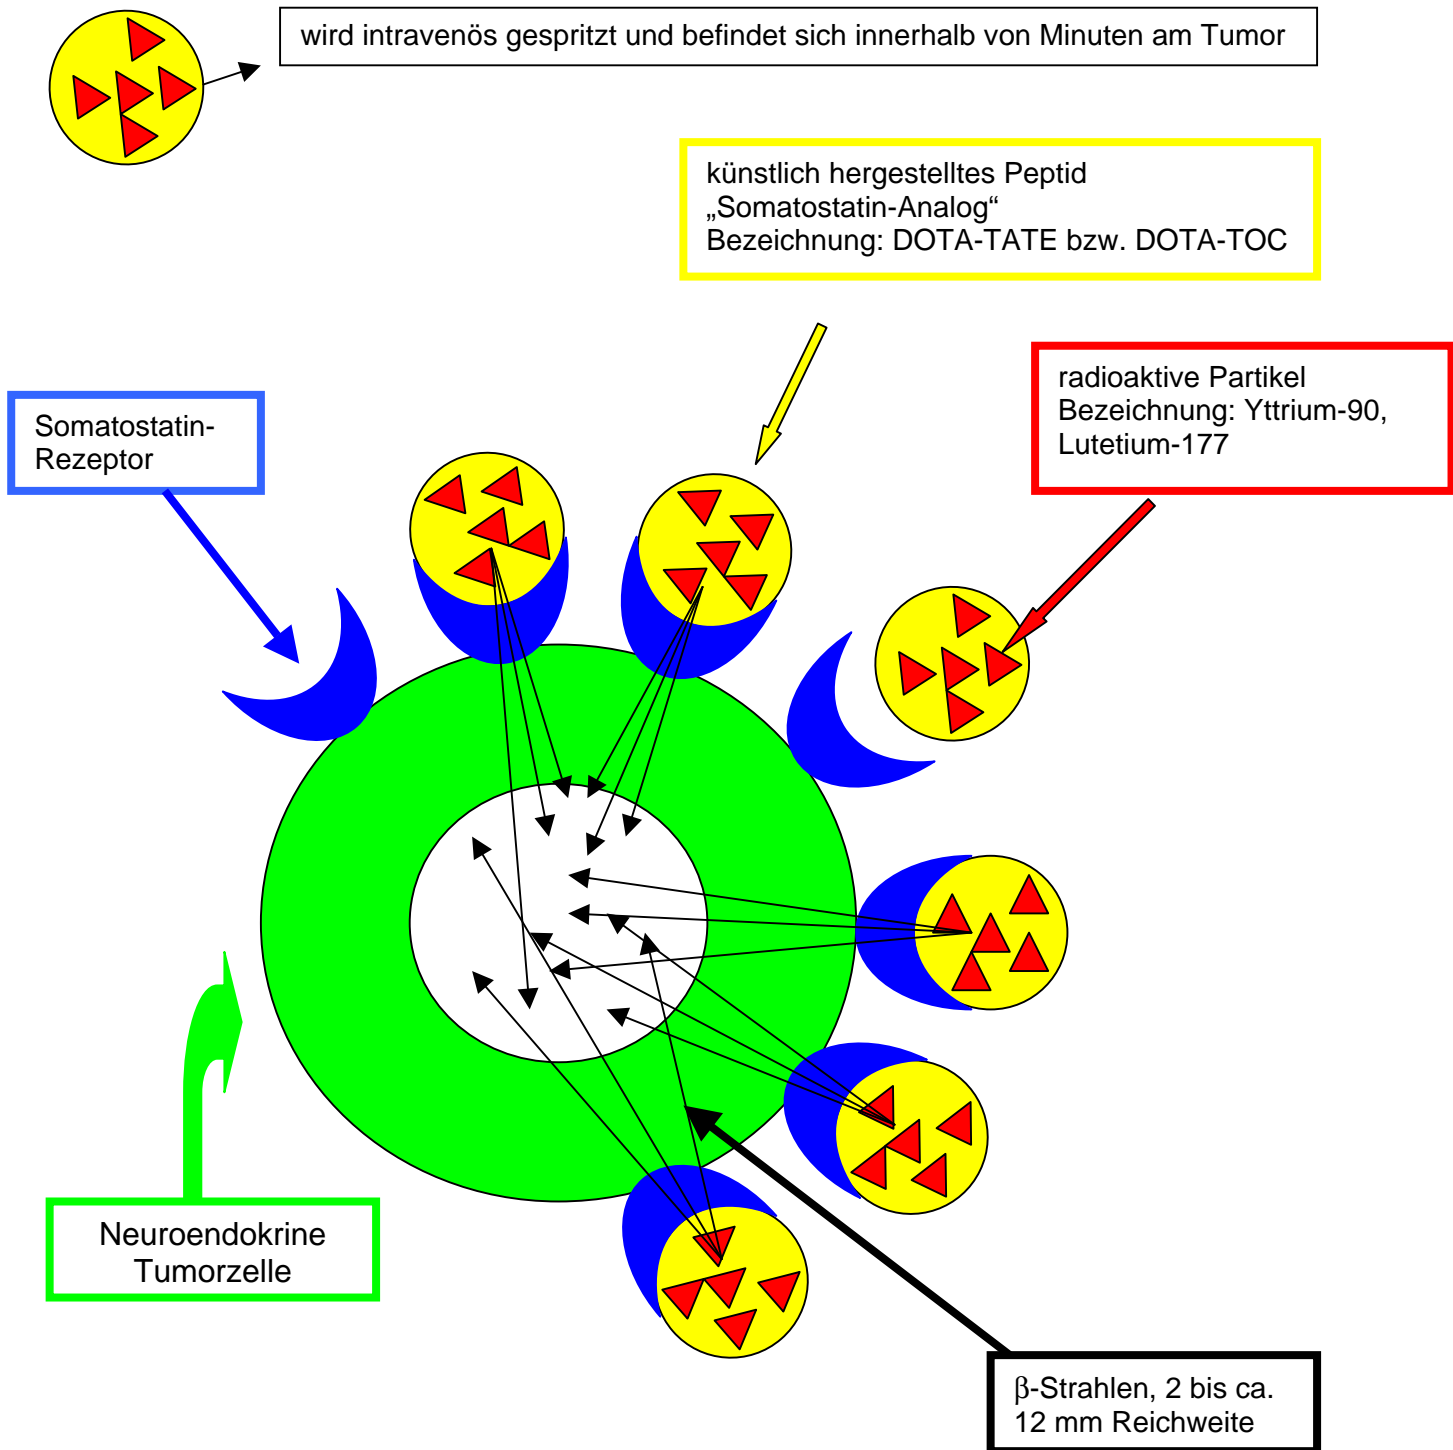 wird intravenös gespritzt und befindet sich innerhalb von Minuten am Tumor
künstlich hergestelltes Peptid
„Somatostatin-Analog“
Bezeichnung: DOTA-TATE bzw. DOTA-TOC
radioaktive Partikel
Bezeichnung: Yttrium-90,
Lutetium-177
Somatostatin-
Rezeptor
Neuroendokrine
Tumorzelle
β-Strahlen, 2 bis ca.
12 mm Reichweite